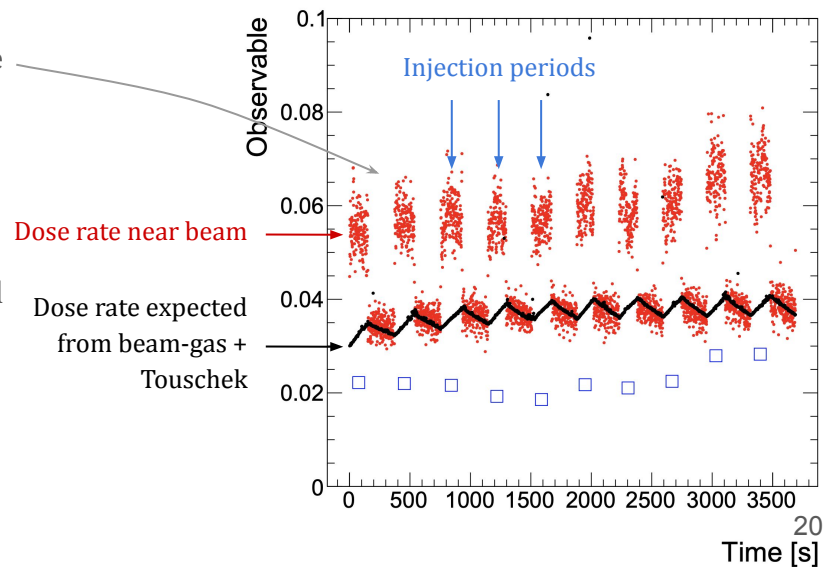 0.1
e
Injection periods
Observable
0.08
0.06
Dose rate near beam
l
0.04
Dose rate expected
from beam-gas +
Touschek
0.02
0
0 500 1000 1500 2000 2500 3000 3500
20
Time [s]